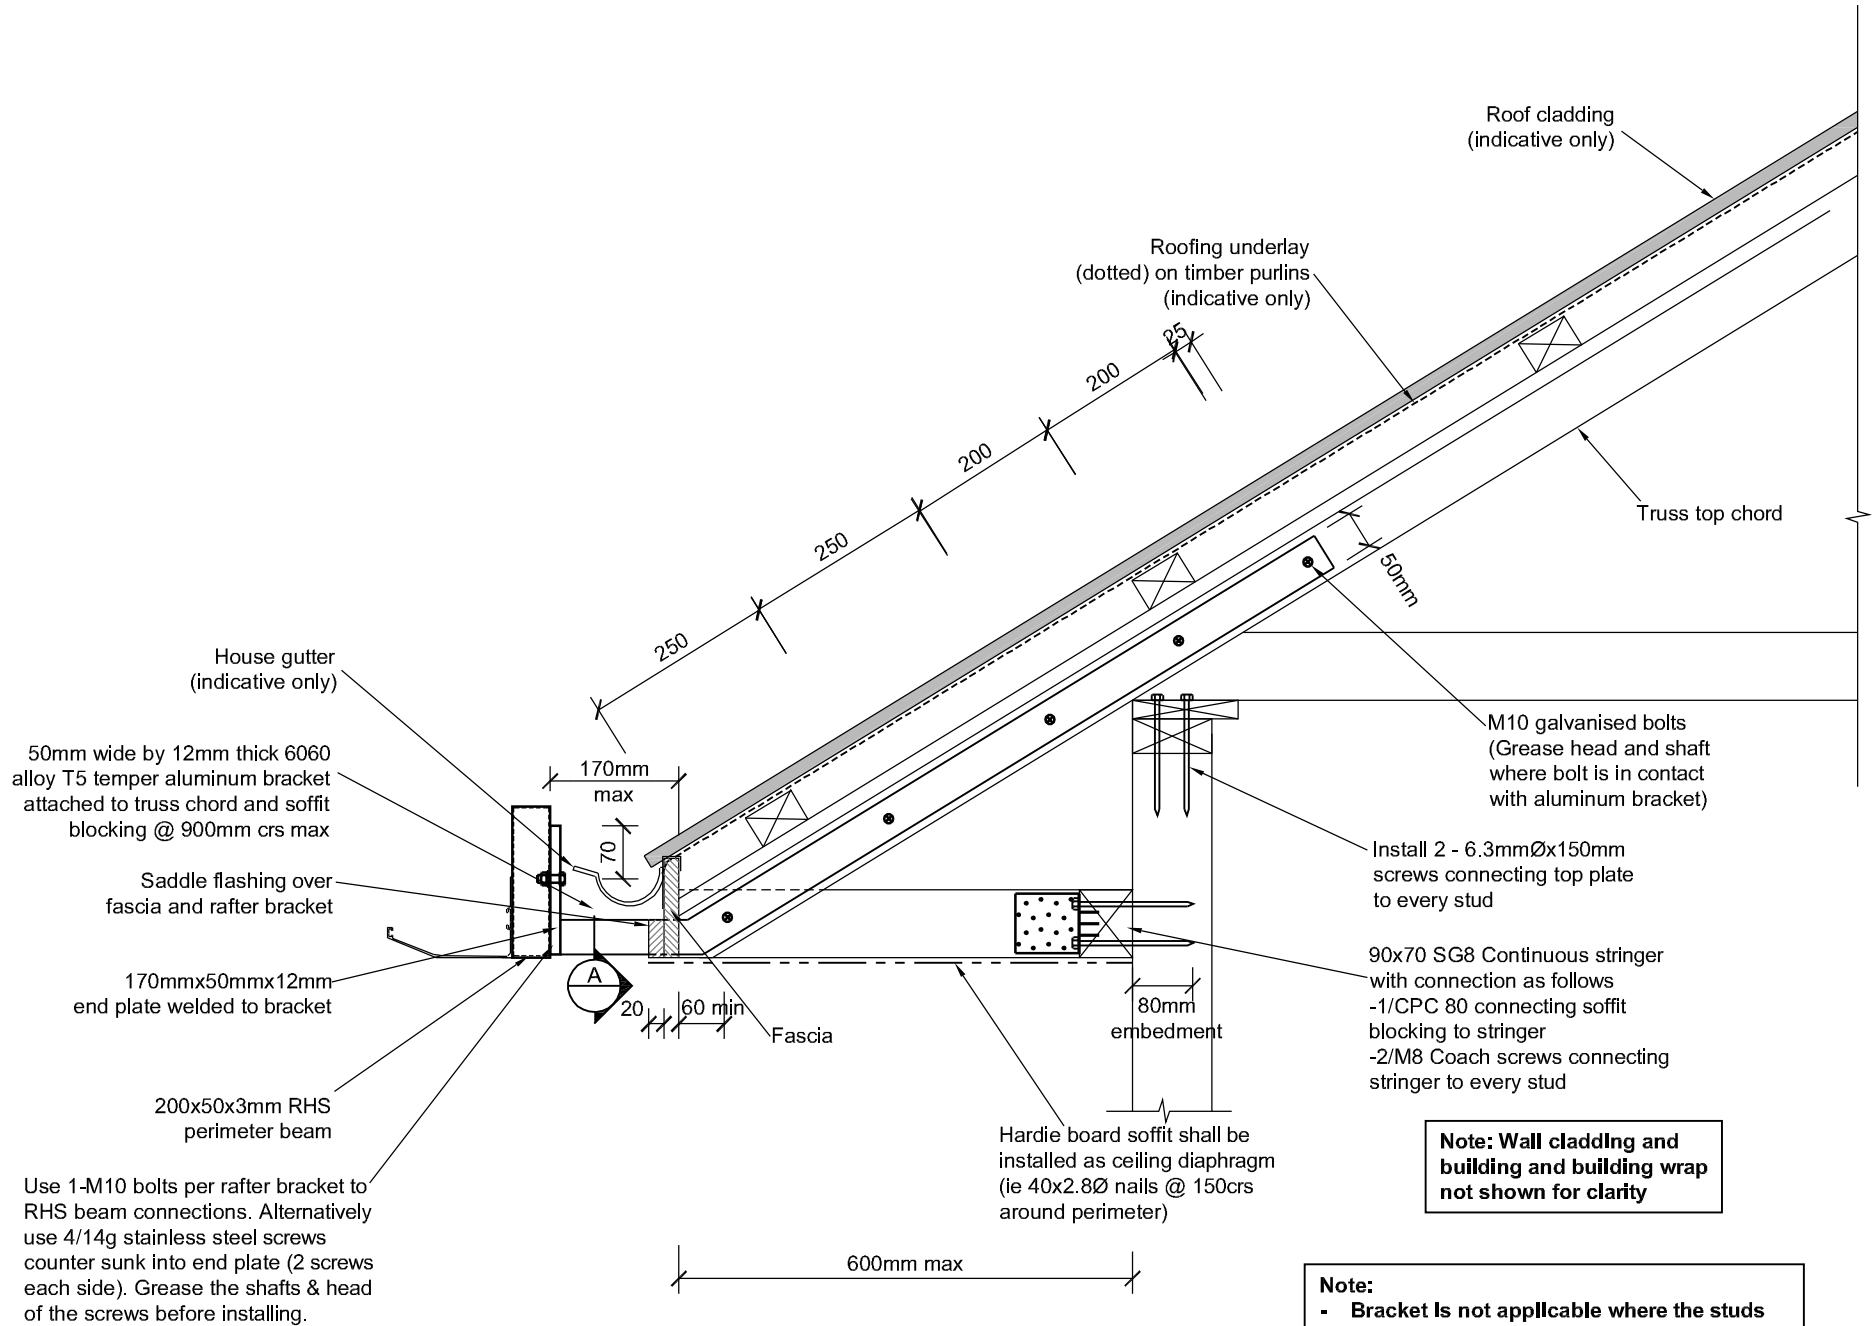 Roof cladding
(indicative only)
Roofing underlay
(dotted) on timber purlins
(indicative only)
25
200
200
250
250
Truss top chord
50mm
House gutter
(indicative only)
50mm wide by 12mm thick 6060
alloy T5 temper aluminum bracket
attached to truss chord and soffit
blocking @ 900mm crs max
170mm
max
70
M10 galvanised bolts
(Grease head and shaft
where bolt is in contact
with aluminum bracket)
Install 2 - 6.3mmØx150mm
screws connecting top plate
to every stud
Saddle flashing over
fascia and rafter bracket
90x70 SG8 Continuous stringer
with connection as follows
-1/CPC 80 connecting soffit
blocking to stringer
-2/M8 Coach screws connecting
stringer to every stud
170mmx50mmx12mm
end plate welded to bracket
A
20
60 min
Fascia
80mm
embedment
200x50x3mm RHS
perimeter beam
Hardie board soffit shall be
installed as ceiling diaphragm
(ie 40x2.8Ø nails @ 150crs
around perimeter)
Note: Wall cladding and
building and building wrap
not shown for clarity
Use 1-M10 bolts per rafter bracket to
RHS beam connections. Alternatively
use 4/14g stainless steel screws
counter sunk into end plate (2 screws
each side). Grease the shafts & head
of the screws before installing.
600mm max
Note:
- Bracket is not applicable where the studs